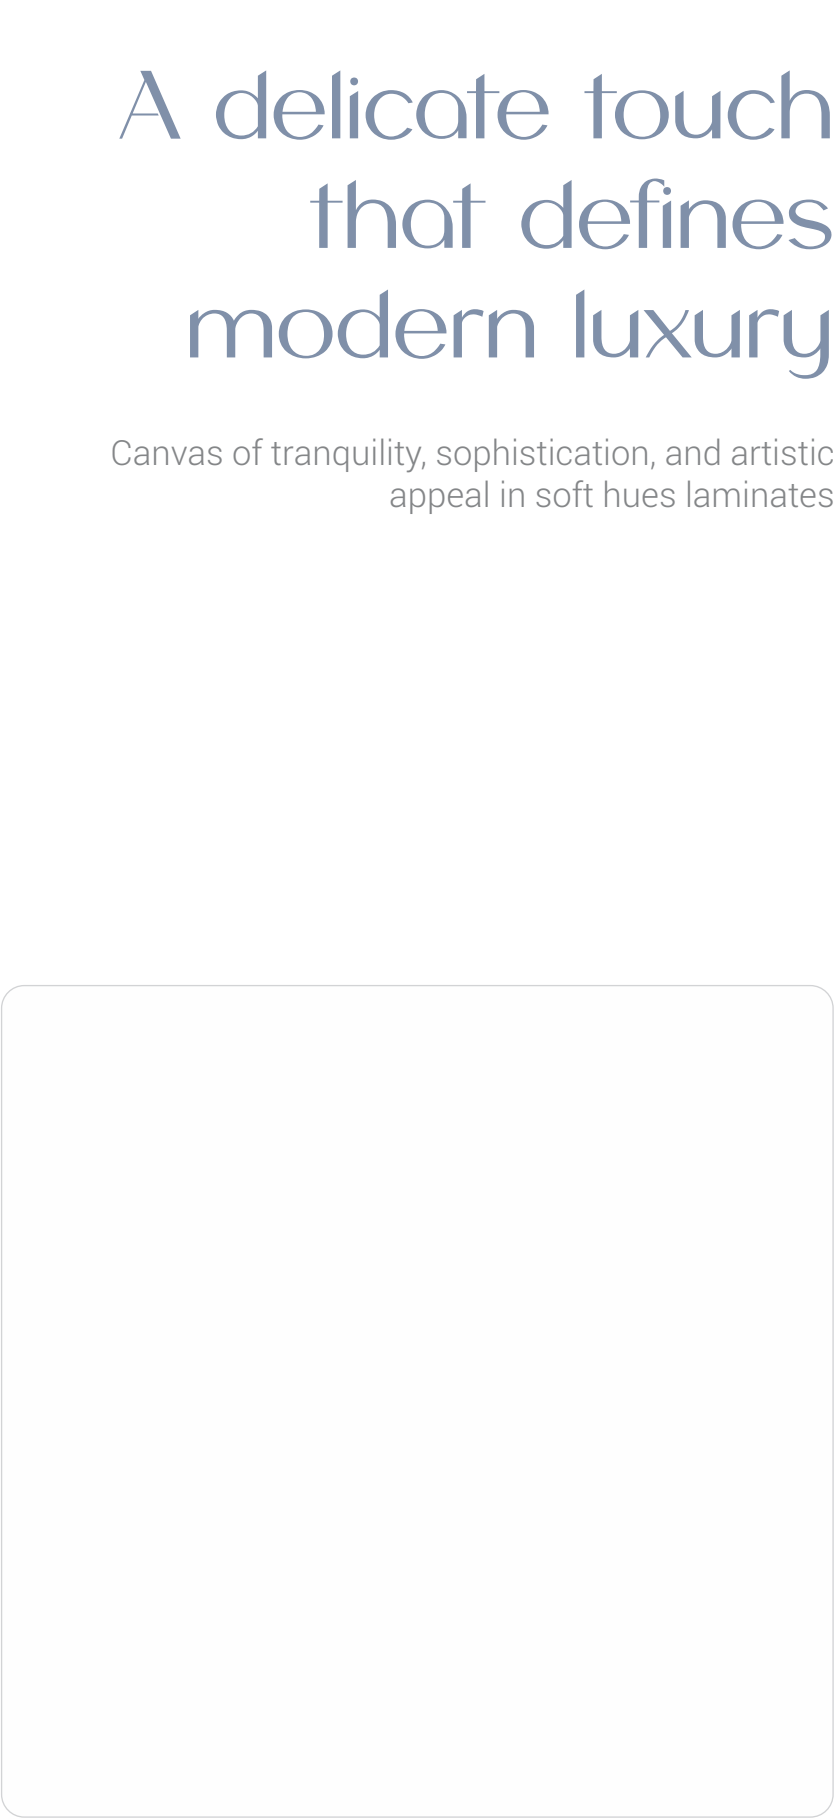 A delicate touch
that defines
modern luxury
Canvas of tranquility, sophistication, and artistic
appeal in soft hues laminates